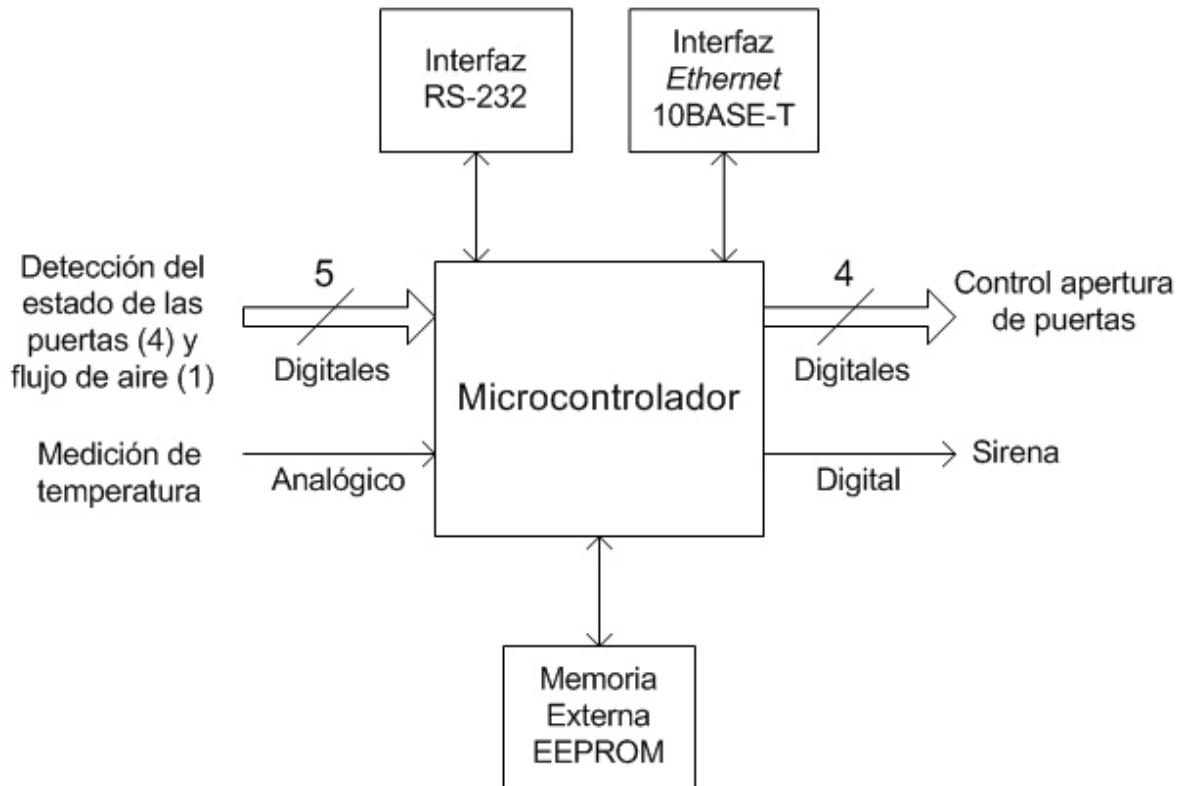 Interfaz
RS-232
Interfaz
Ethernet
10BASE-T
Detección del
estado de las
puertas (4) y
flujo de aire (1)
5
Digitales
4
Digitales
Control apertura
de puertas
Microcontrolador
Medición de
temperatura
Analógico
Digital
Sirena
Memoria
Externa
EEPROM